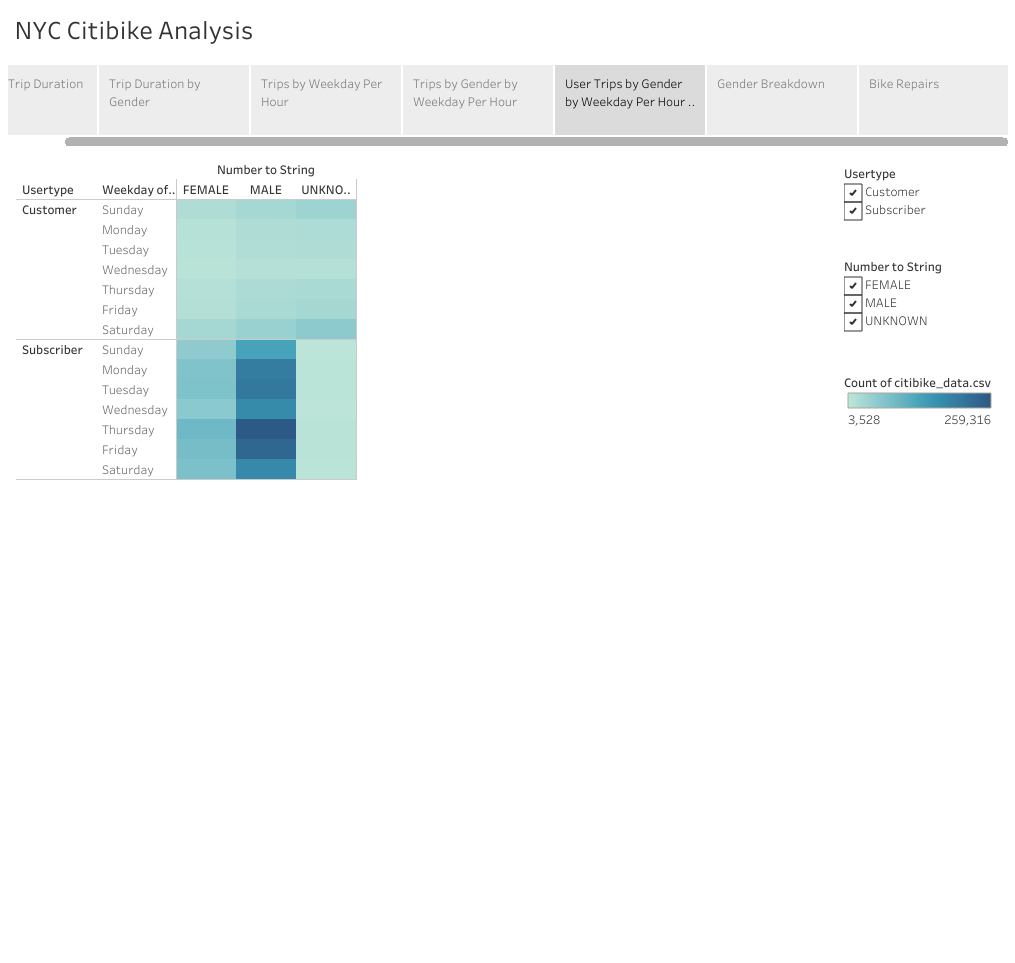 NYC Citibike Analysis
Trip Duration
Trip Duration by
Gender
Trips by Weekday Per
Hour
Trips by Gender by
Weekday Per Hour
User Trips by Gender
by Weekday Per Hour ..
Gender Breakdown
Bike Repairs
Number to String
Usertype Weekday of.. FEMALE MALE UNKNO..
Customer Sunday
Monday
Tuesday
Wednesday
Thursday
Friday
Saturday
Subscriber Sunday
Monday
Tuesday
Wednesday
Thursday
Friday
Saturday
Usertype
Customer
Subscriber
Number to String
FEMALE
MALE
UNKNOWN
Count of citibike_data.csv
3,528 259,316